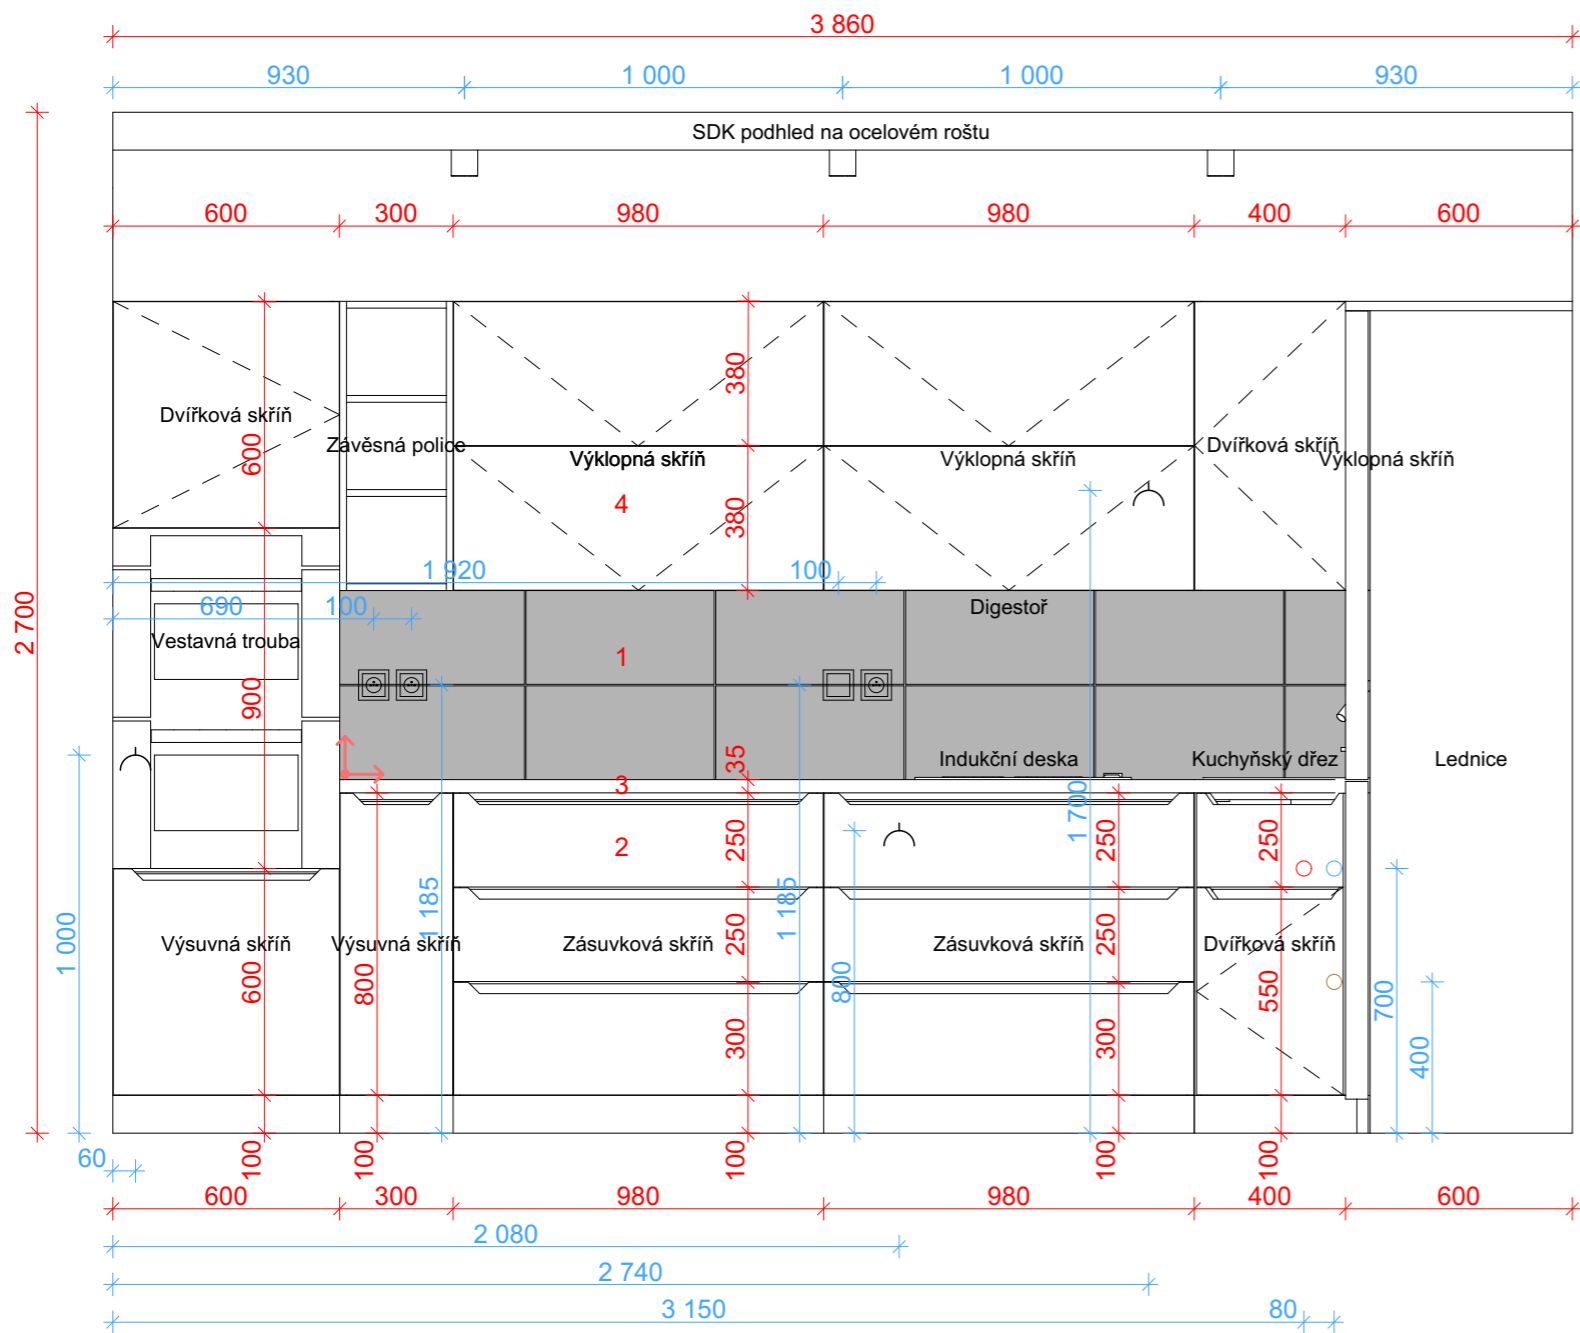 3 860
930 1 000 1 000 930
SDK podhled na ocelovém roštu
600 300 980 980 400 600
380
Dvířková skříň
600
Závěsná police
Výklopná skříň
Výklopná skříň
Dvířková skříň
Výklopná skříň
4
380
1 920 100
690 100
Digestoř
2 700
Vestavná trouba
1
900
35
Indukční deska
Kuchyňský dřez
Lednice
3
1 700
2
250
250
250
1 185
1 185
1 000
Výsuvná skříň
Výsuvná skříň
Zásuvková skříň
Zásuvková skříň
Dvířková skříň
600
800
250
800
250
550
700
300
300
400
60
100
100
100
100
100
600 300 980 980 400 600
2 080
2 740
3 150 80